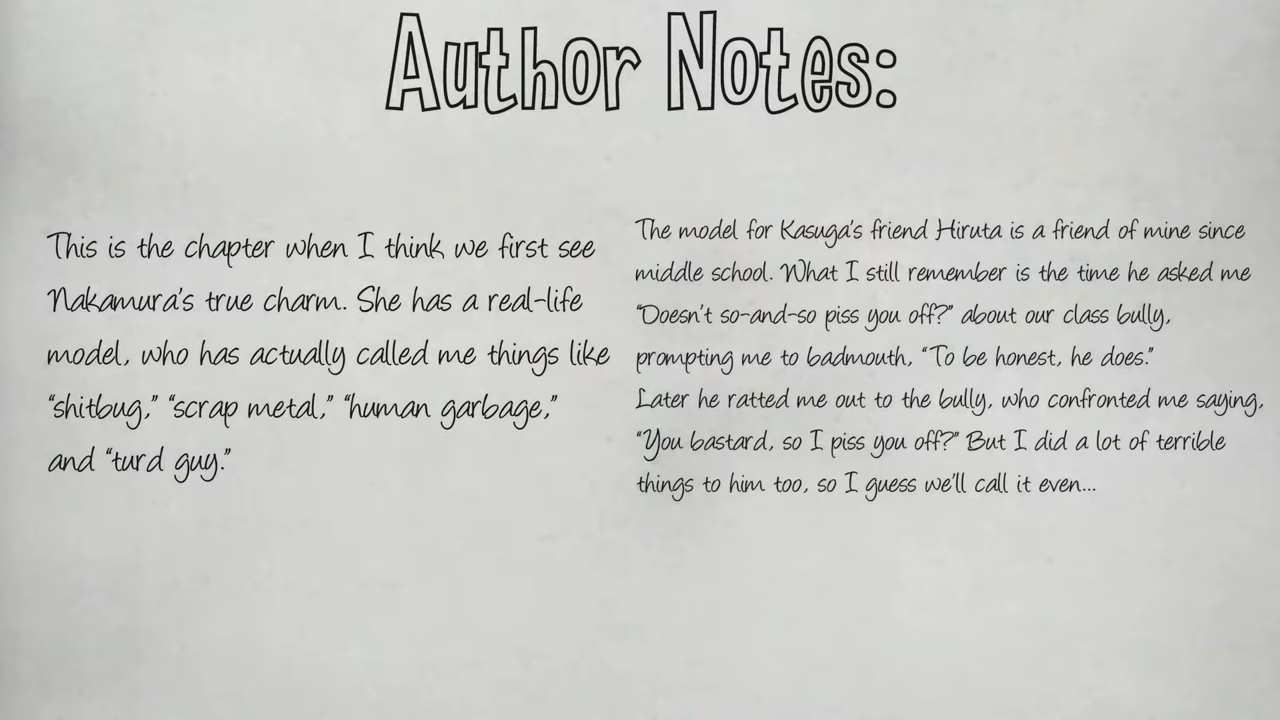 Author Notes:
This is the chapter when I think we first see
Nakamura's true charm. She has a real-life
model, who has actually called me things like
"shitbug," "scrap metal," "human garbage,"
and "turd guy."
The model for Kasuga's friend Hiruta is a friend of mine since
middle school. What I still remember is the time he asked me
"Doesn't so-and-so piss you off?" about our class bully,
prompting me to badmouth, "To be honest, he does."
Later he ratted me out to the bully, who confronted me saying,
"You bastard, so I piss you off?" But I did a lot of terrible
things to him too, so I guess we'll call it even...